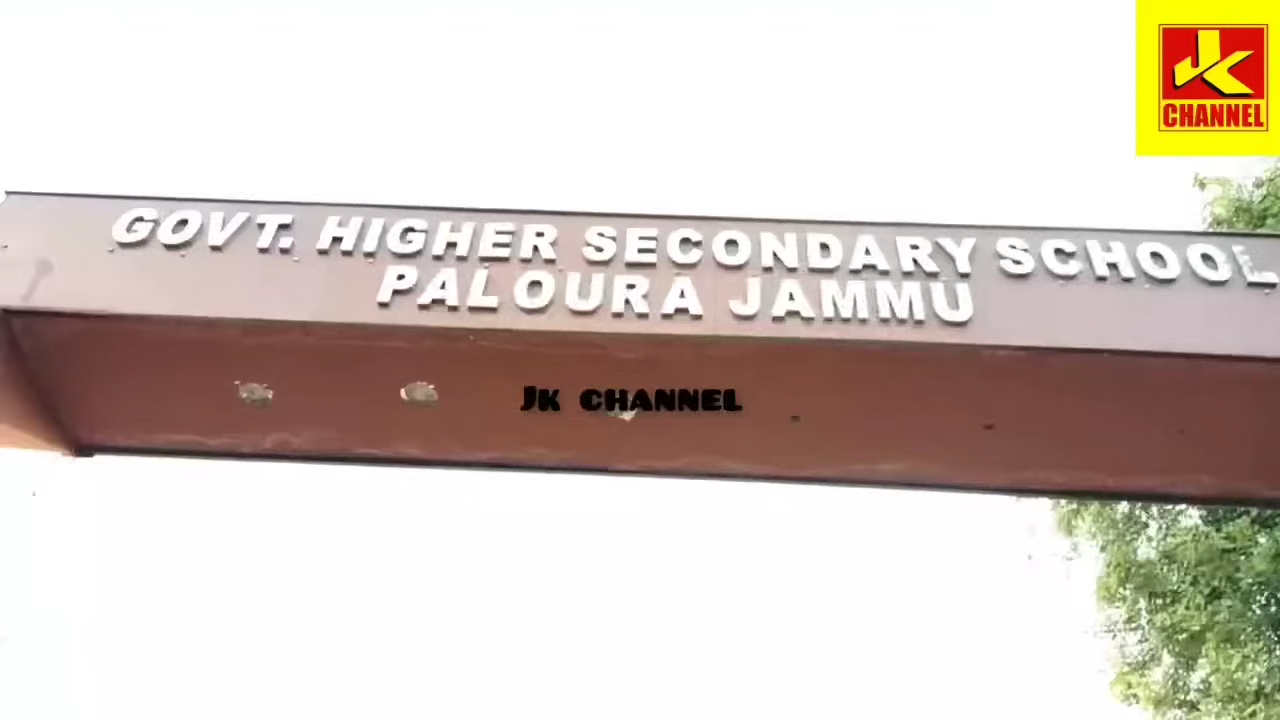 JK
CHANNEL
GOVT. HIGHER SECONDARY SCHOOL
PALOURA JAMMU
JK CHANNEL